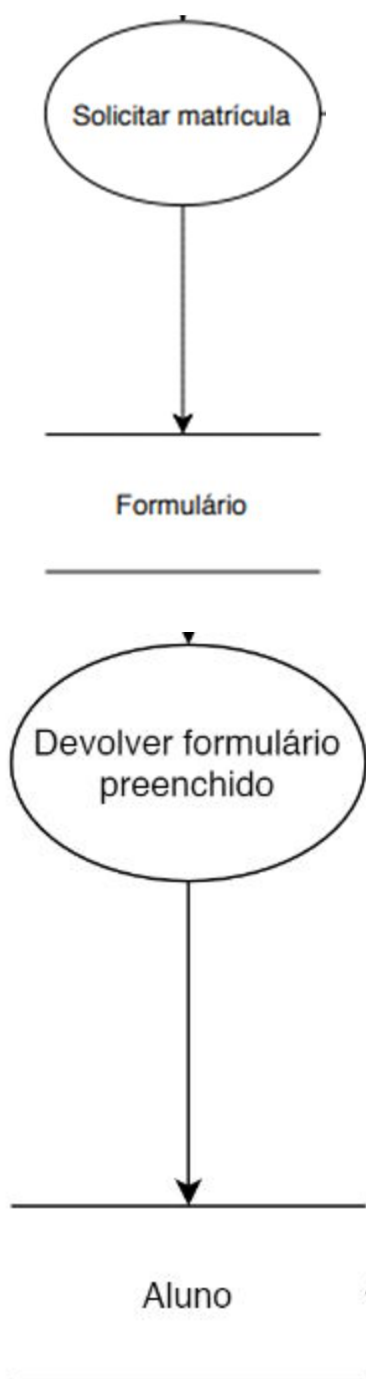 Solicitar matrícula
Formulário
Devolver formulário
preenchido
Aluno